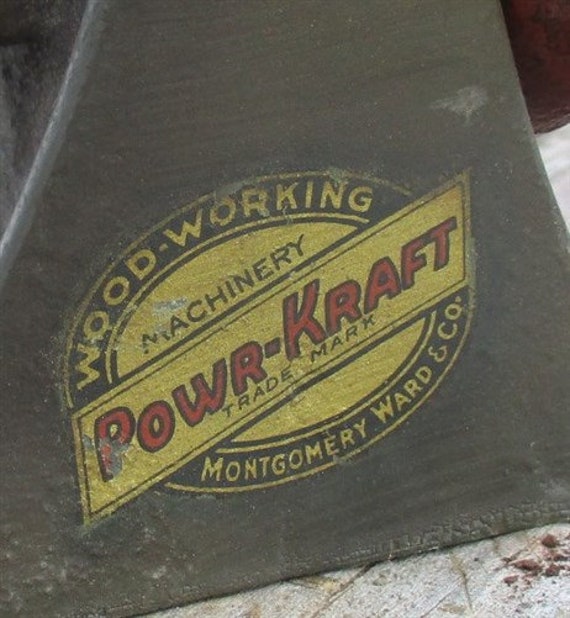 WOOD-WORKING
MACHINERY
POWR-KRAFT
TRADE MARK
MONTGOMERY WARD & CO.